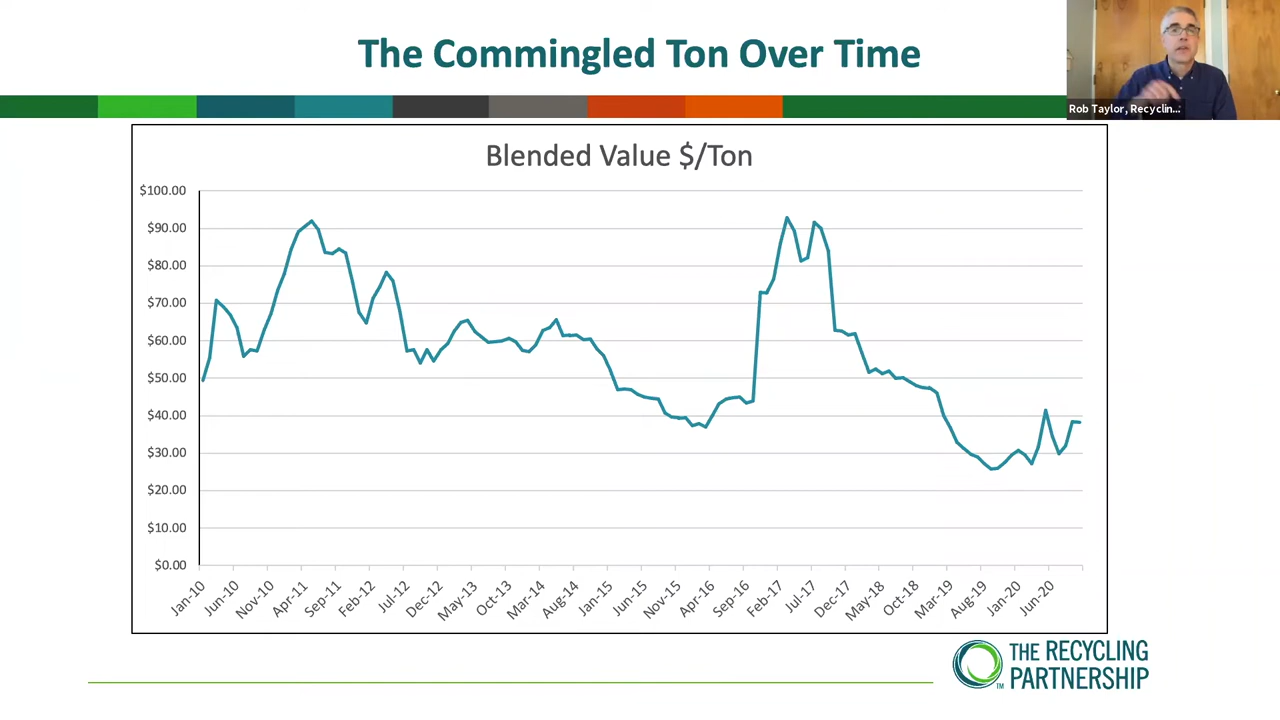 The Commingled Ton Over Time
Rob Taylor, Recyclin...
Blended Value $/Ton
$100.00
$90.00
$80.00
$70.00
$60.00
$50.00
$40.00
$30.00
$20.00
$10.00
$0.00
Jan-10
Jun-10
Nov-10
Apr-11
Sep-11
Feb-12
Jul-12
Dec-12
May-13
Oct-13
Mar-14
Aug-14
Jan-15
Jun-15
Nov-15
Apr-16
Sep-16
Feb-17
Jul-17
Dec-17
May-18
Oct-18
Mar-19
Aug-19
Jan-20
Jun-20
THE RECYCLING
PARTNERSHIP
TM